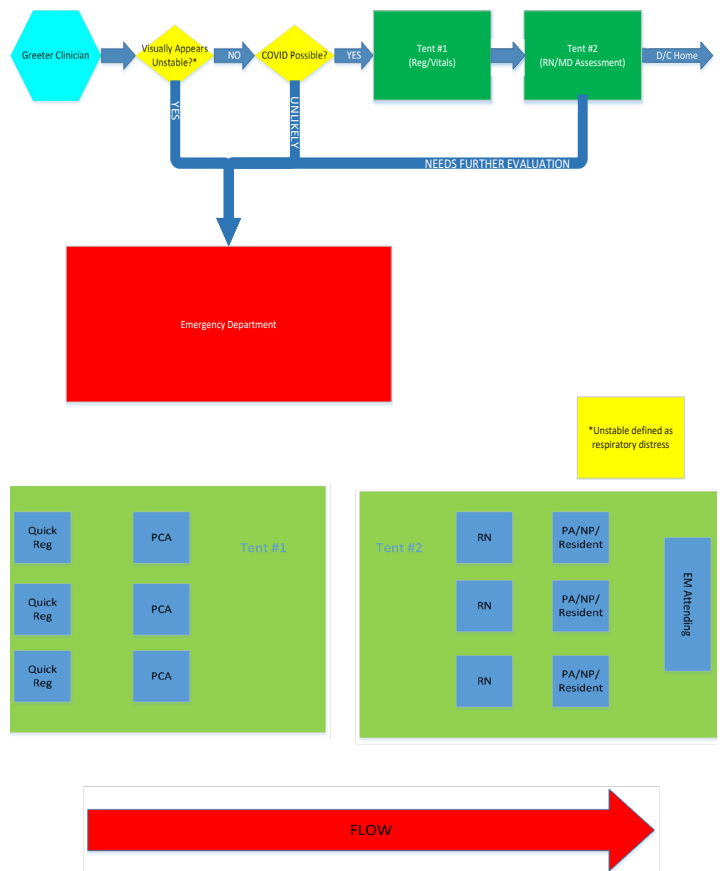 Greeter Clinician
Visually Appears
Unstable?*
NO
COVID Possible?
YES
Tent #1
(Reg/Vitals)
Tent #2
(RN/MD Assessment)
D/C Home
YES
UNLIKELY
NEEDS FURTHER EVALUATION
Emergency Department
*Unstable defined as
respiratory distress
Quick
Reg
PCA
Tent #1
Quick
Reg
PCA
Quick
Reg
PCA
Tent #2
RN
PA/NP/
Resident
RN
PA/NP/
Resident
RN
PA/NP/
Resident
EM Attending
FLOW